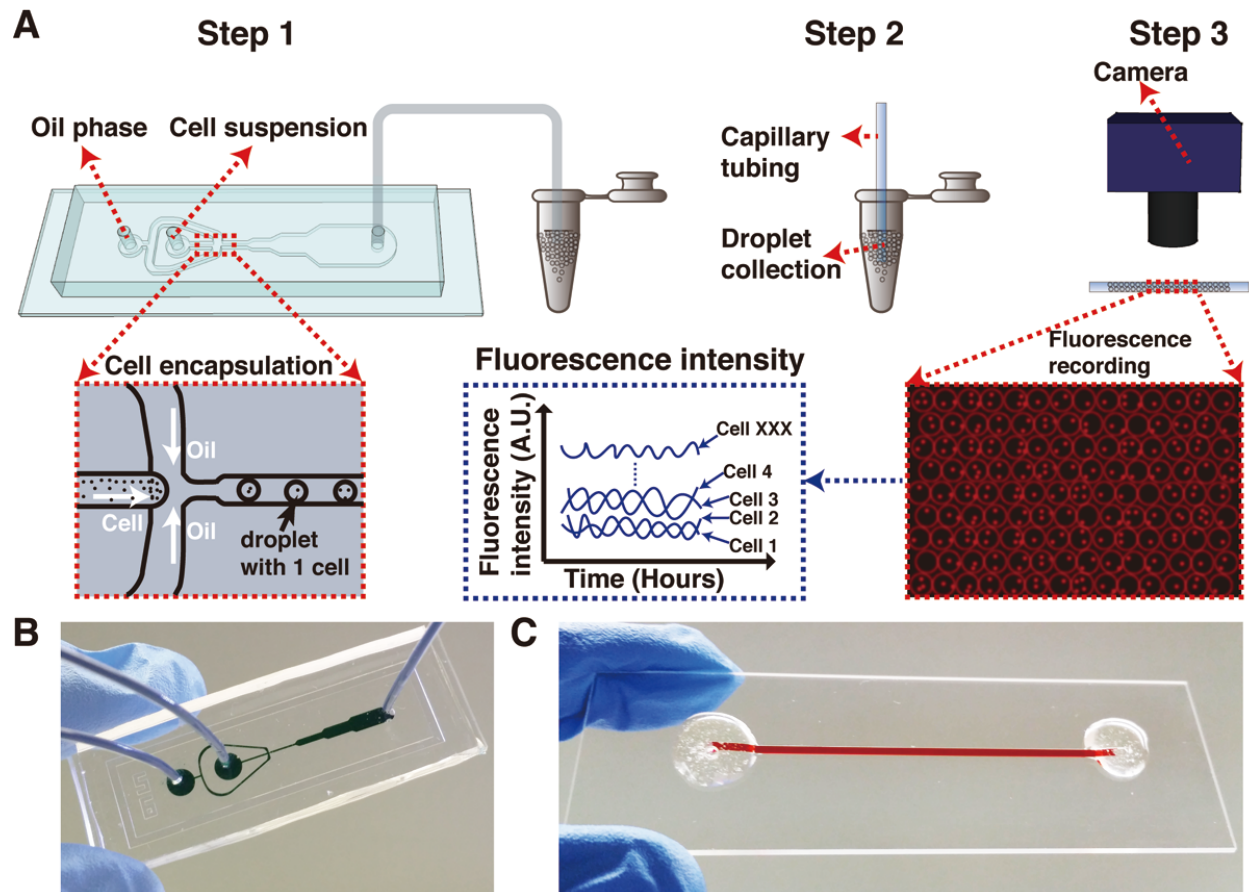 A
Step 1
Step 2
Step 3
Camera
Oil phase
Cell suspension
Capillary
tubing
Droplet
collection
Cell encapsulation
Oil
Cell
Oil
droplet
with 1 cell
Fluorescence intensity
Fluorescence
intensity (A.U.)
Cell XXX
Cell 4
Cell 3
Cell 2
Cell 1
Time (Hours)
Fluorescence
recording
B
C